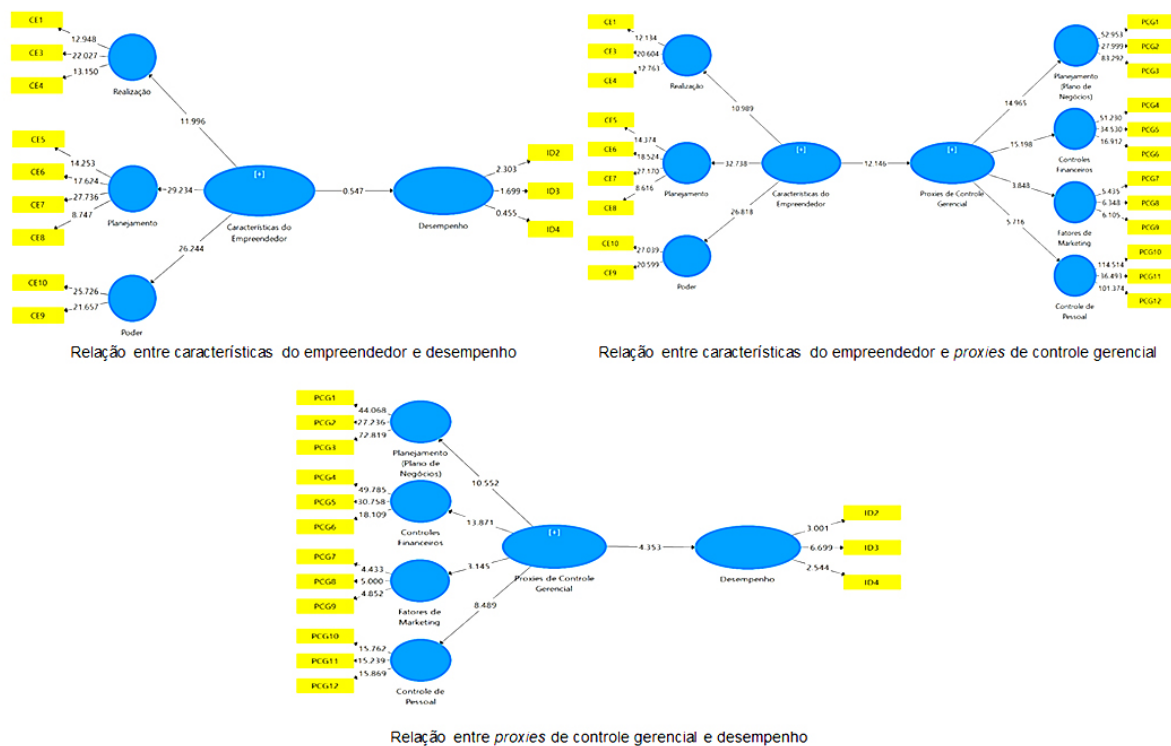 CE1
12.948
CE3
22.027
13.150
CE4
Realização
11.996
CE5
14.253
CE6
17.624
CE7
27.736
8.747
CE8
Planejamento
29.234
[+]
Características do
Empreendedor
0.547
Desempenho
2.303
ID2
1.699
ID3
0.455
ID4
26.244
CE10
25.726
CE9
21.657
Poder
Relação entre características do empreendedor e desempenho
CE1
12.134
CE3
20.604
12.761
CE4
Realização
10.989
CE5
14.374
CE6
18.524
CE7
27.170
8.616
CE8
Planejamento
32.738
[+]
Características do
Empreendedor
26.818
CE10
27.039
CE9
20.599
Poder
12.146
[+]
Proxies de Controle
Gerencial
14.965
Planejamento
(Plano de
Negócios)
52.953
PCG1
27.999
PCG2
83.292
PCG3
15.198
Controles
Financeiros
PCG4
51.230
34.530
PCG5
16.912
PCG6
3.848
Fatores de
Marketing
PCG7
5.435
6.348
PCG8
6.105
PCG9
5.716
Controle de
Pessoal
PCG10
114.514
36.493
PCG11
101.374
PCG12
Relação entre características do empreendedor e proxies de controle gerencial
PCG1
44.068
PCG2
27.236
72.819
PCG3
Planejamento
(Plano de
Negócios)
10.552
PCG4
49.785
PCG5
30.758
18.109
PCG6
Controles
Financeiros
13.871
PCG7
4.433
PCG8
5.000
4.852
PCG9
Fatores de
Marketing
3.145
PCG10
15.762
PCG11
15.239
15.869
PCG12
Controle de
Pessoal
8.489
[+]
Proxies de Controle
Gerencial
4.353
Desempenho
3.001
ID2
6.699
ID3
2.544
ID4
Relação entre proxies de controle gerencial e desempenho